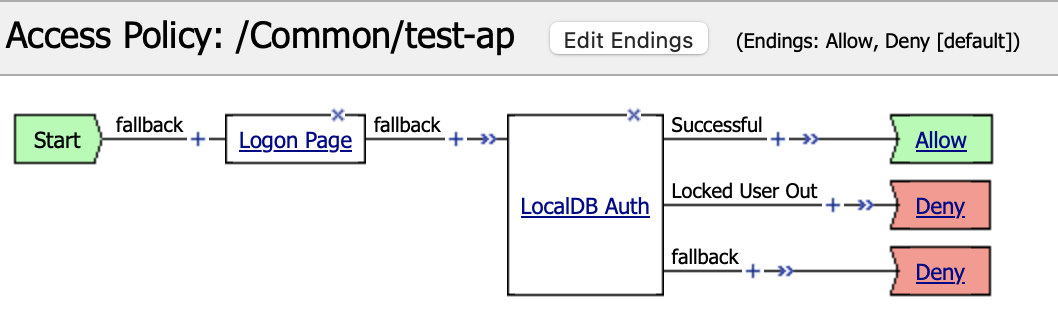 Access Policy: /Common/test-ap Edit Endings (Endings: Allow, Deny [default])
Start fallback Logon Page fallback Successful Allow
LocalDB Auth Locked User Out Deny
fallback Deny